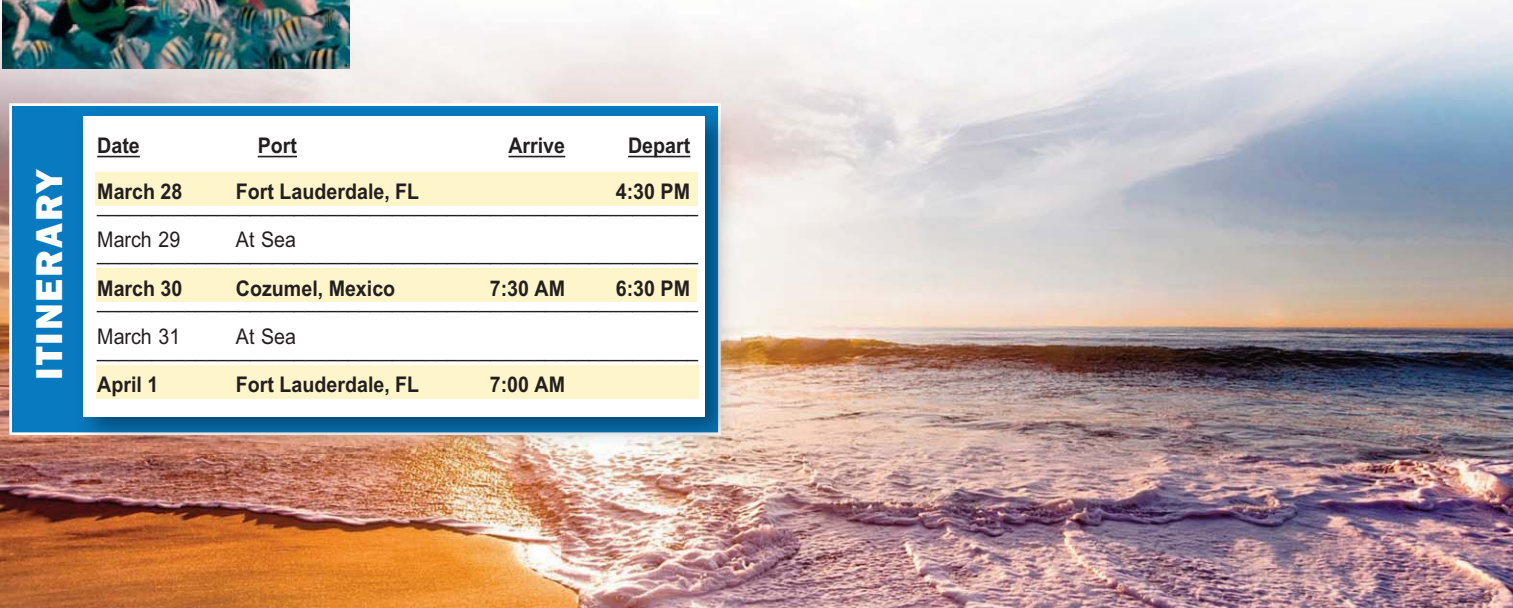 ITINERARY
Date Port Arrive Depart
March 28 Fort Lauderdale, FL 4:30 PM
March 29 At Sea
March 30 Cozumel, Mexico 7:30 AM 6:30 PM
March 31 At Sea
April 1 Fort Lauderdale, FL 7:00 AM